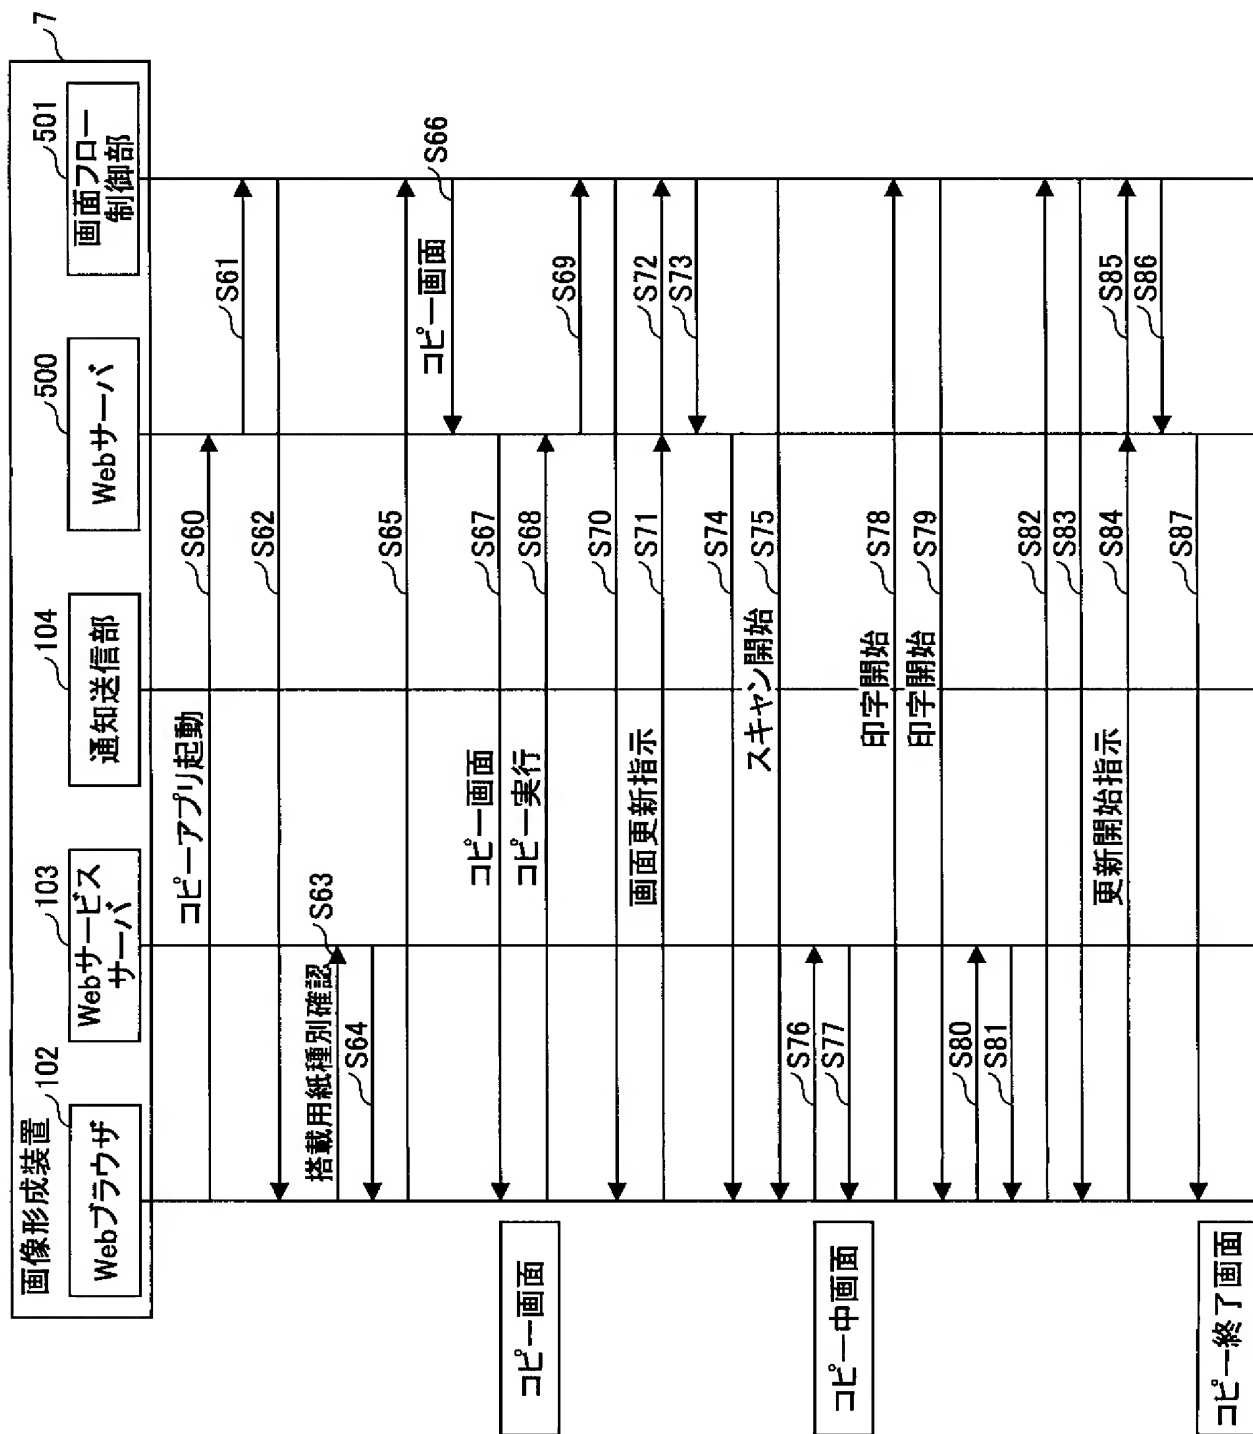 画像形成装置
7
102
Webブラウザ
103
Webサービス
サーバ
104
通知送信部
500
Webサーバ
501
画面フロー
制御部
コピーアプリ起動
S60
S61
S62
搭載用紙種別確認
S63
S64
S65
コピー画面
S66
コピー画面
S67
コピー画面
コピー実行
S68
S69
S70
画面更新指示
S71
S72
S73
S74
スキャン開始
S75
S76
コピー中画面
S77
印字開始
S78
印字開始
S79
S80
S81
S82
S83
更新開始指示
S84
S85
S86
S87
コピー終了画面